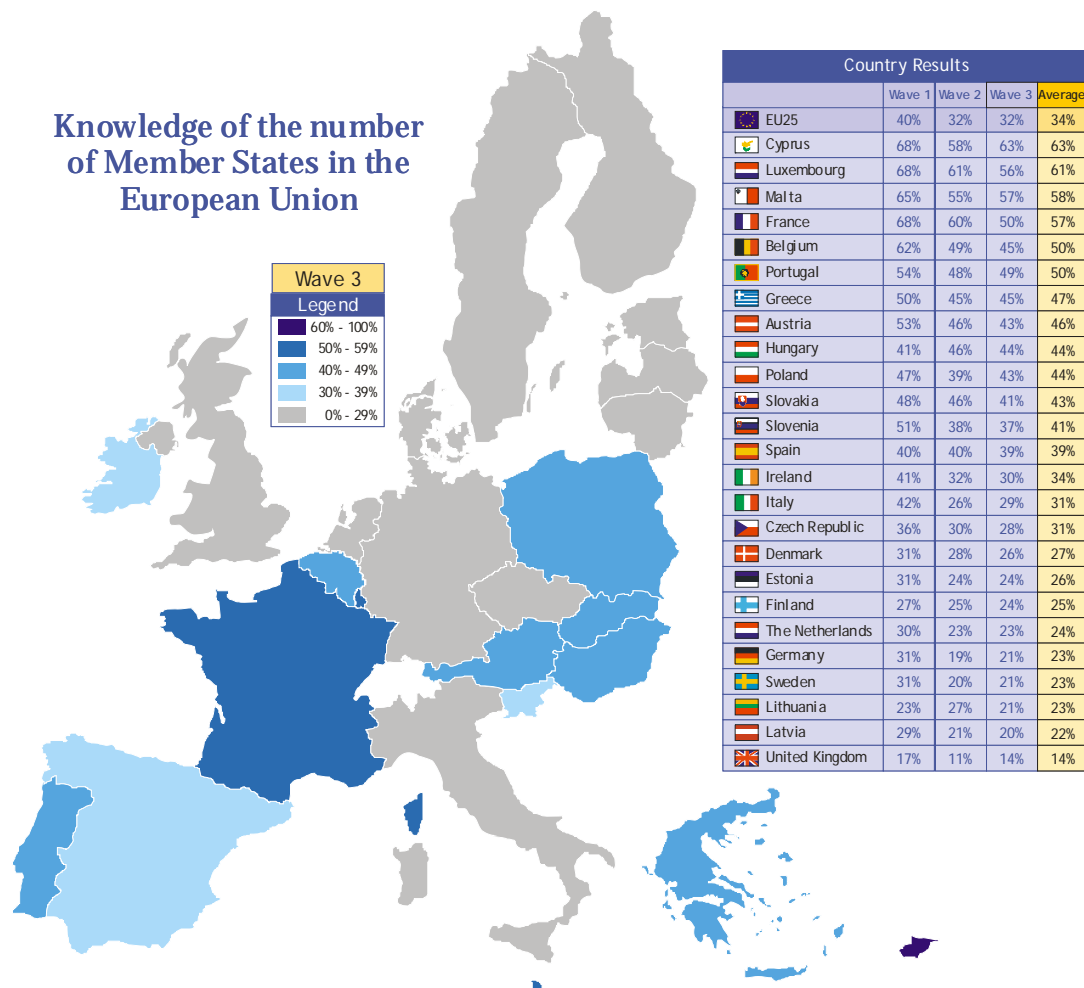 Knowledge of the number
of Member States in the
European Union
Wave 3
Legend
60% - 100%
50% - 59%
40% - 49%
30% - 39%
0% - 29%
Country Results
Wave 1 Wave 2 Wave 3 Average
EU25 40% 32% 32% 34%
Cyprus 68% 58% 63% 63%
Luxembourg 68% 61% 56% 61%
Malta 65% 55% 57% 58%
France 68% 60% 50% 57%
Belgium 62% 49% 45% 50%
Portugal 54% 48% 49% 50%
Greece 50% 45% 45% 47%
Austria 53% 46% 43% 46%
Hungary 41% 46% 44% 44%
Poland 47% 39% 43% 44%
Slovakia 48% 46% 41% 43%
Slovenia 51% 38% 37% 41%
Spain 40% 40% 39% 39%
Ireland 41% 32% 30% 34%
Italy 42% 26% 29% 31%
Czech Republic 36% 30% 28% 31%
Denmark 31% 28% 26% 27%
Estonia 31% 24% 24% 26%
Finland 27% 25% 24% 25%
The Netherlands 30% 23% 23% 24%
Germany 31% 19% 21% 23%
Sweden 31% 20% 21% 23%
Lithuania 23% 27% 21% 23%
Latvia 29% 21% 20% 22%
United Kingdom 17% 11% 14% 14%